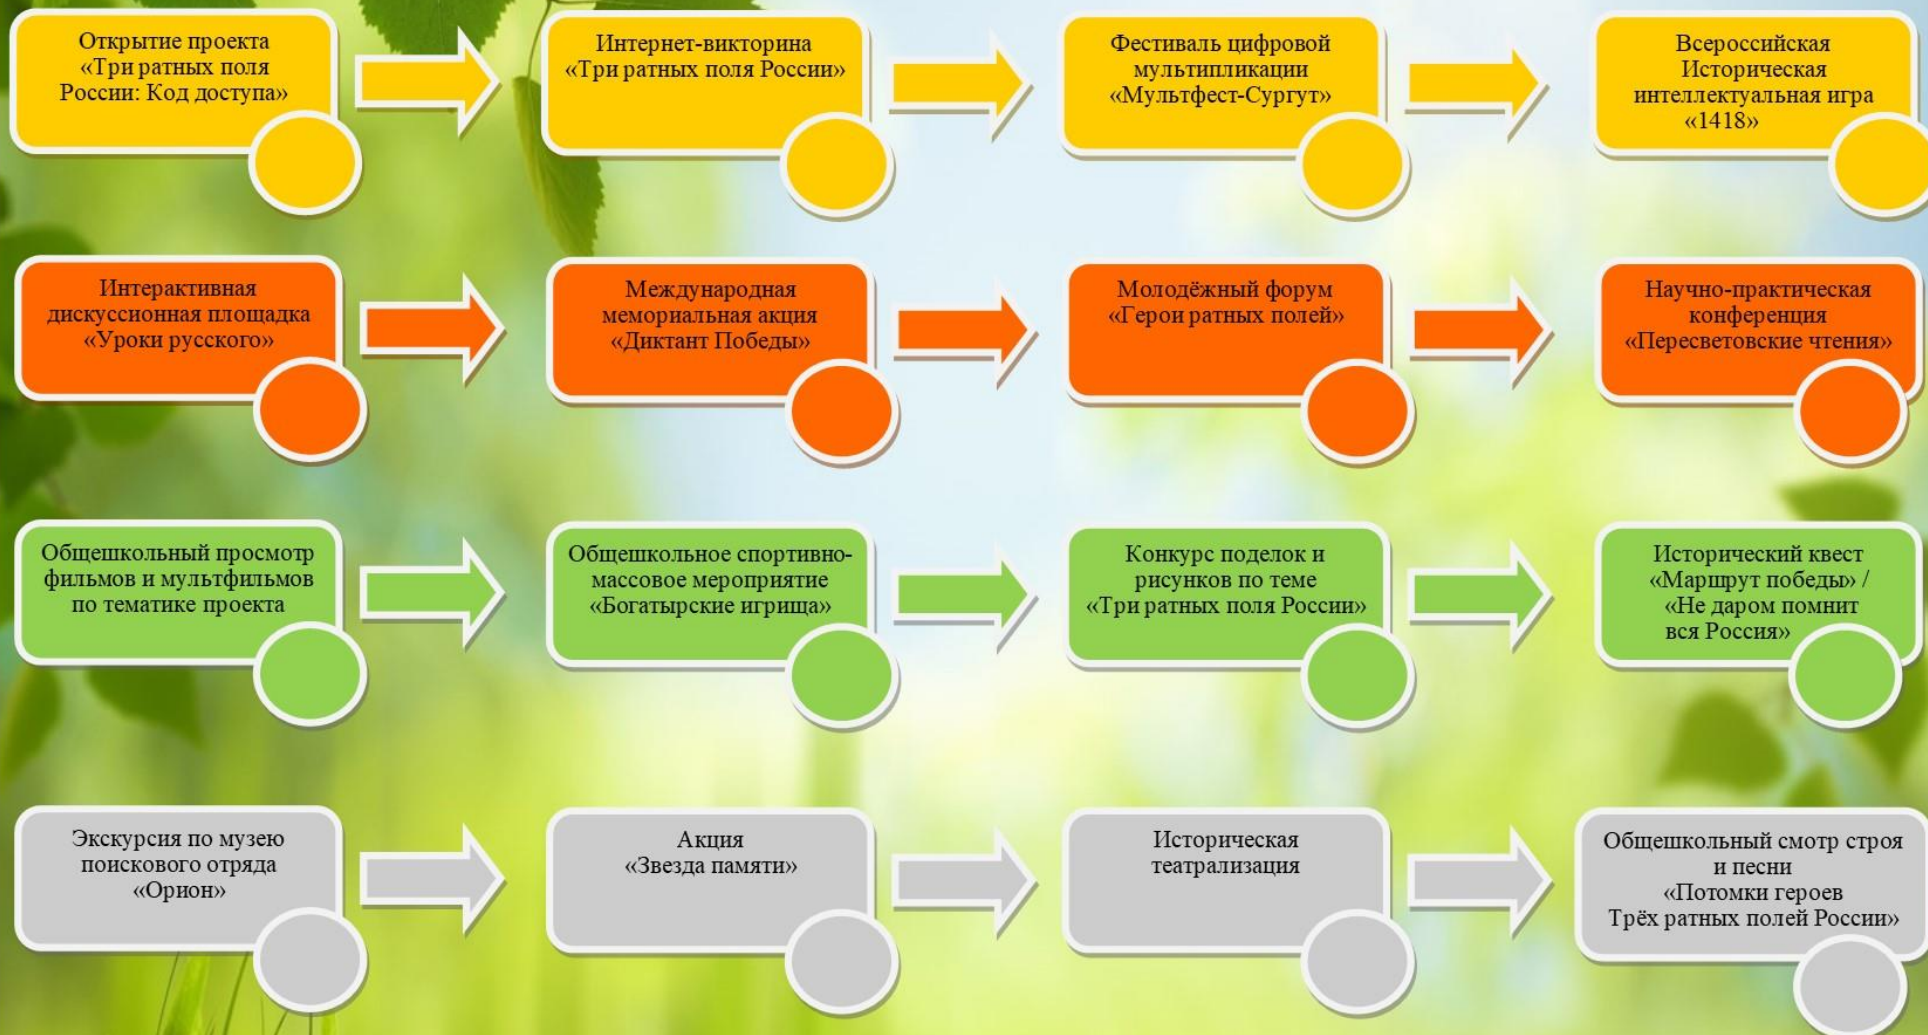 Открытие проекта
«Три ратных поля
России: Код доступа»
Интернет-викторина
«Три ратных поля России»
Фестиваль цифровой
мультипликации
«Мультфест-Сургут»
Всероссийская
Историческая
интеллектуальная игра
«1418»
Интерактивная
дискуссионная площадка
«Уроки русского»
Международная
мемориальная акция
«Диктант Победы»
Молодёжный форум
«Герои ратных полей»
Научно-практическая
конференция
«Пересветовские чтения»
Общешкольный просмотр
фильмов и мультфильмов
по тематике проекта
Общешкольное спортивно-
массовое мероприятие
«Богатырские игрища»
Конкурс поделок и
рисунков по теме
«Три ратных поля России»
Исторический квест
«Маршрут победы» /
«Не даром помнит
вся Россия»
Экскурсия по музею
поискового отряда
«Орион»
Акция
«Звезда памяти»
Историческая
театрализация
Общешкольный смотр строя
и песни
«Потомки героев
Трёх ратных полей России»